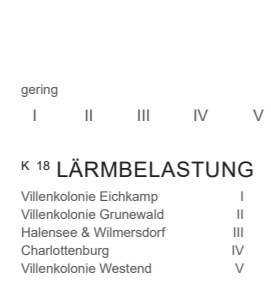 gering
I II III IV V
K 18 LÄRMBELASTUNG
Villenkolonie Eichkamp I
Villenkolonie Grunewald II
Halensee & Wilmersdorf III
Charlottenburg IV
Villenkolonie Westend V